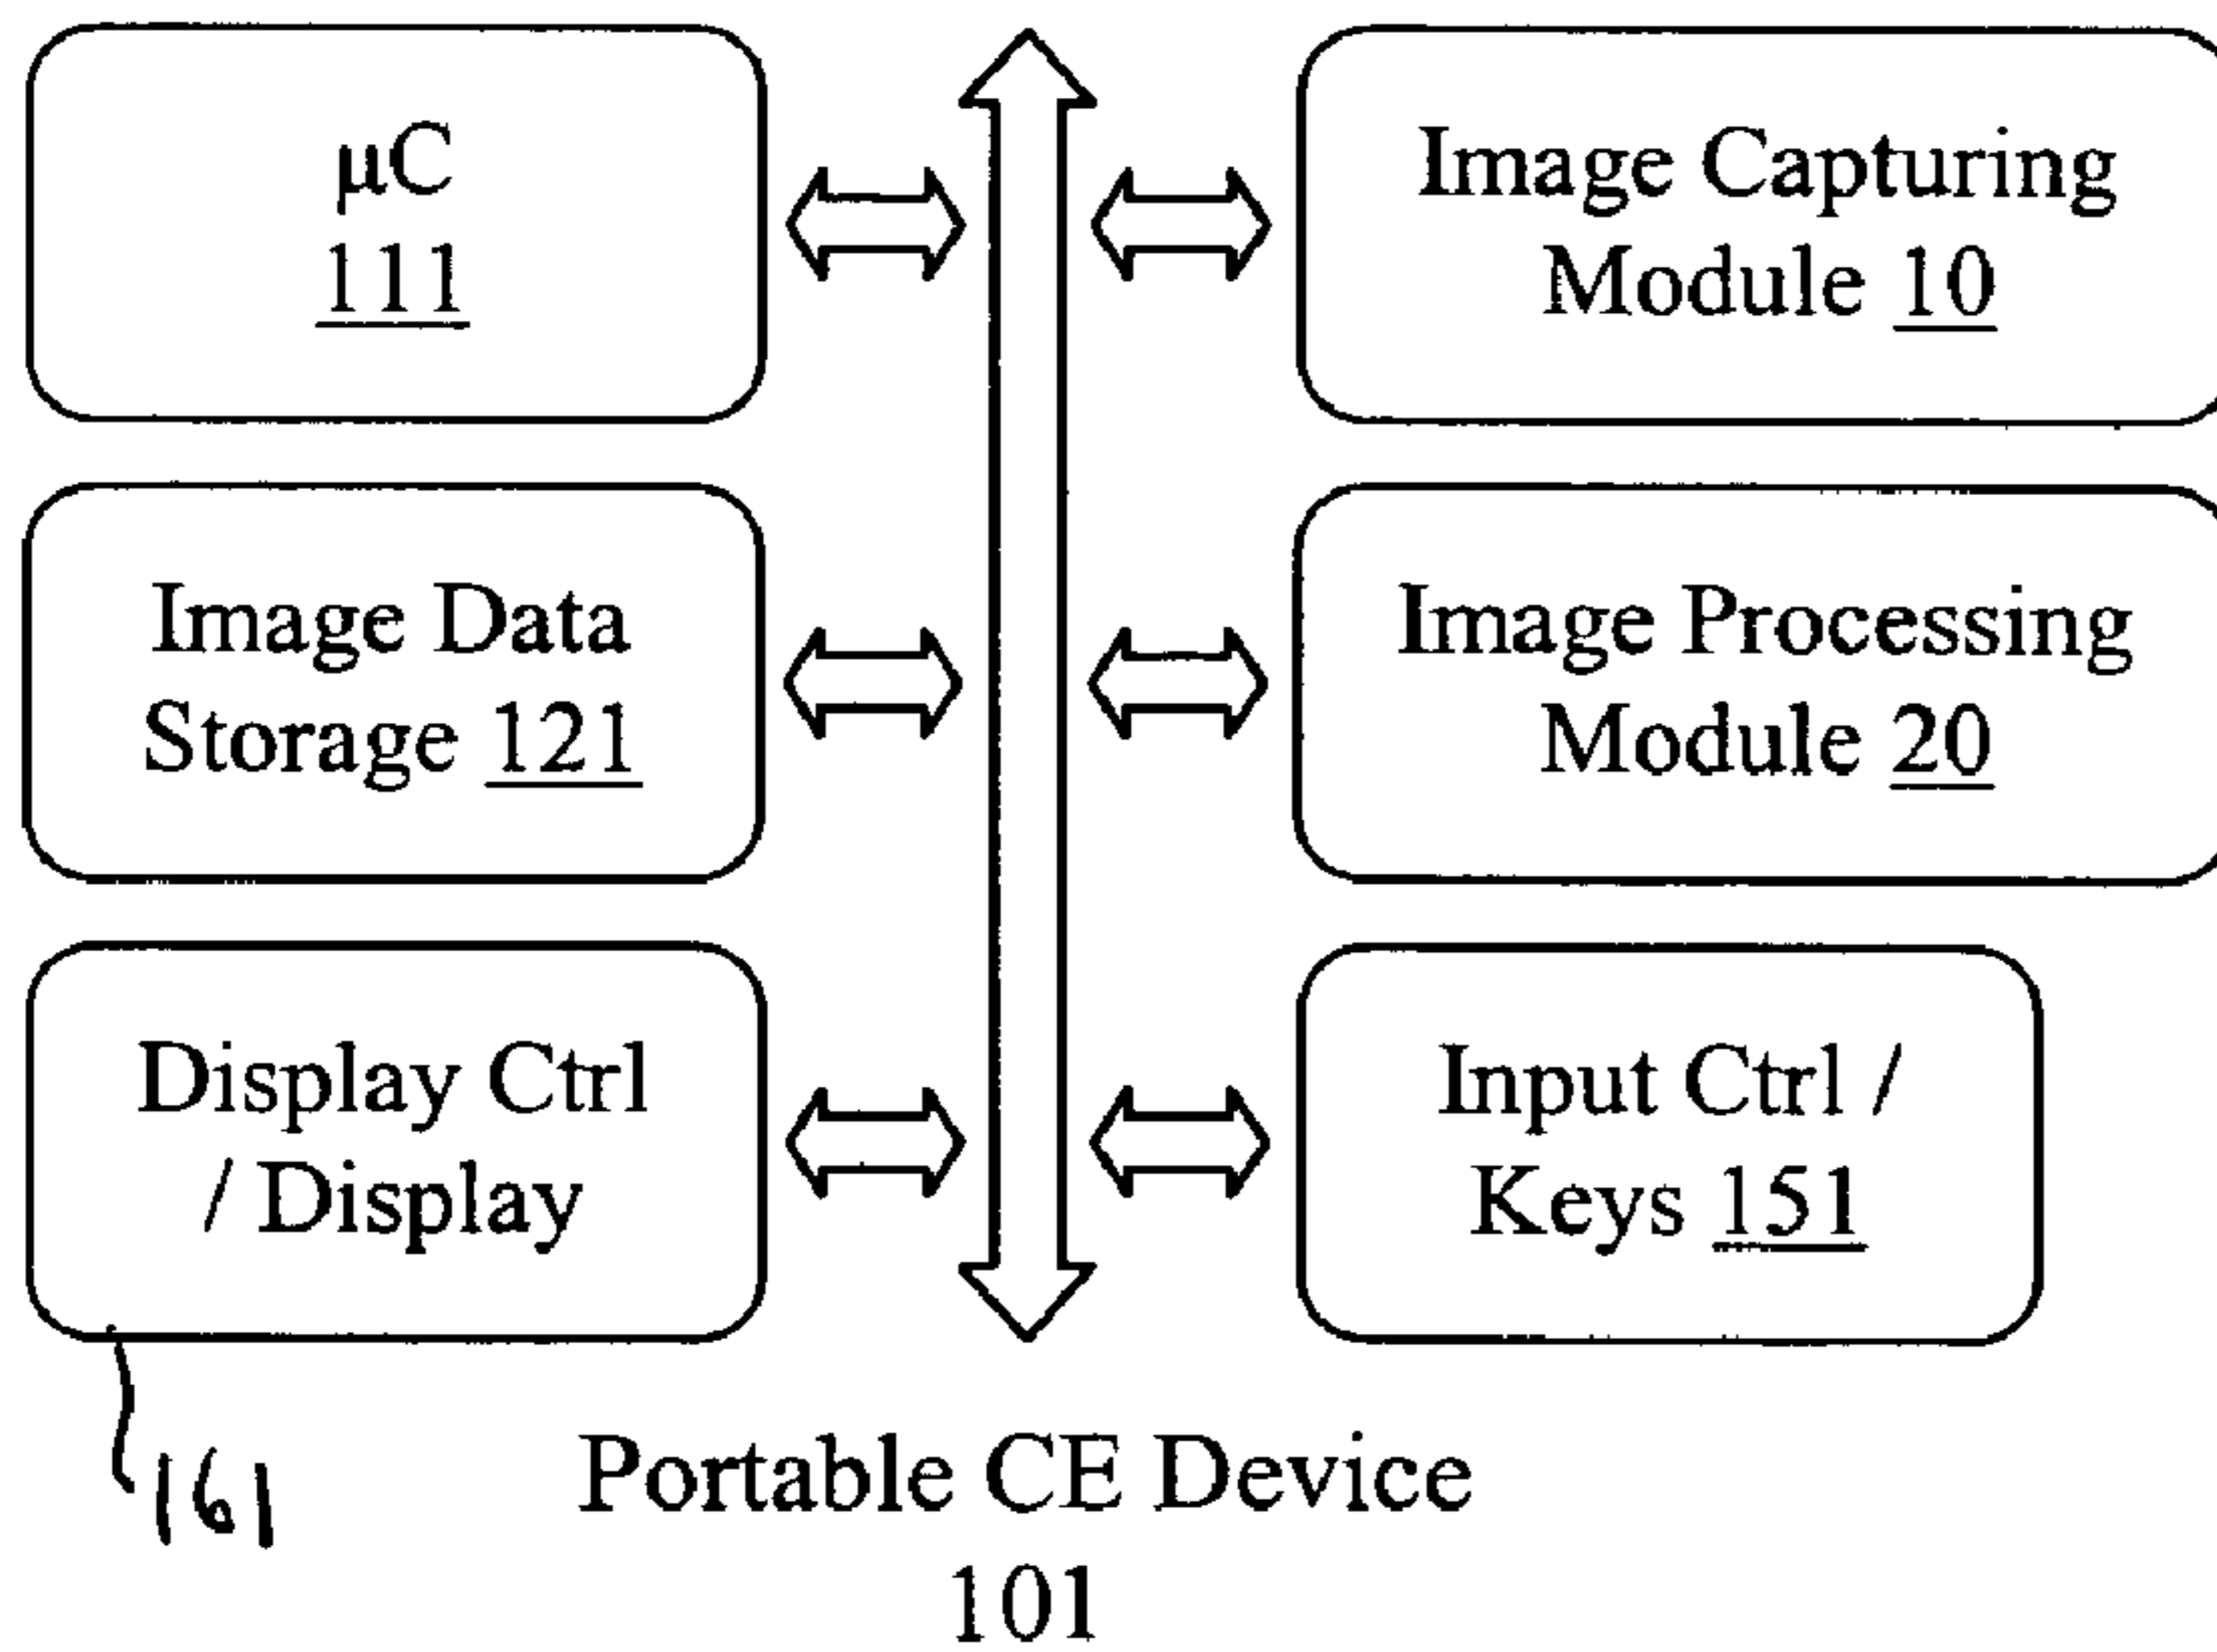 µC
111
Image Capturing
Module 10
Image Data
Storage 121
Image Processing
Module 20
Display Ctrl
/ Display
Input Ctrl /
Keys 151
161
Portable CE Device
101